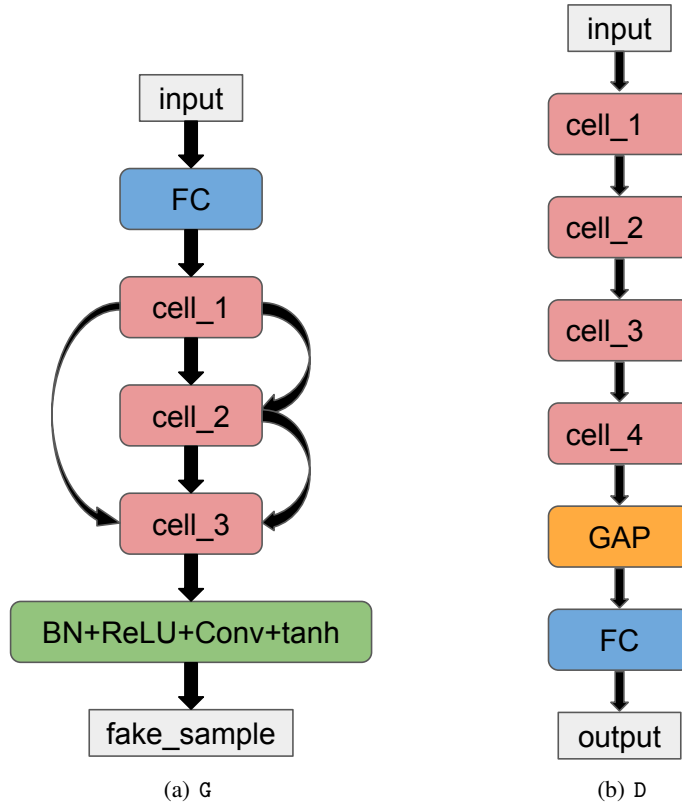 input
FC
cell_1
cell_2
cell_3
BN+ReLU+Conv+tanh
fake_sample
(a) G
input
cell_1
cell_2
cell_3
cell_4
GAP
FC
output
(b) D